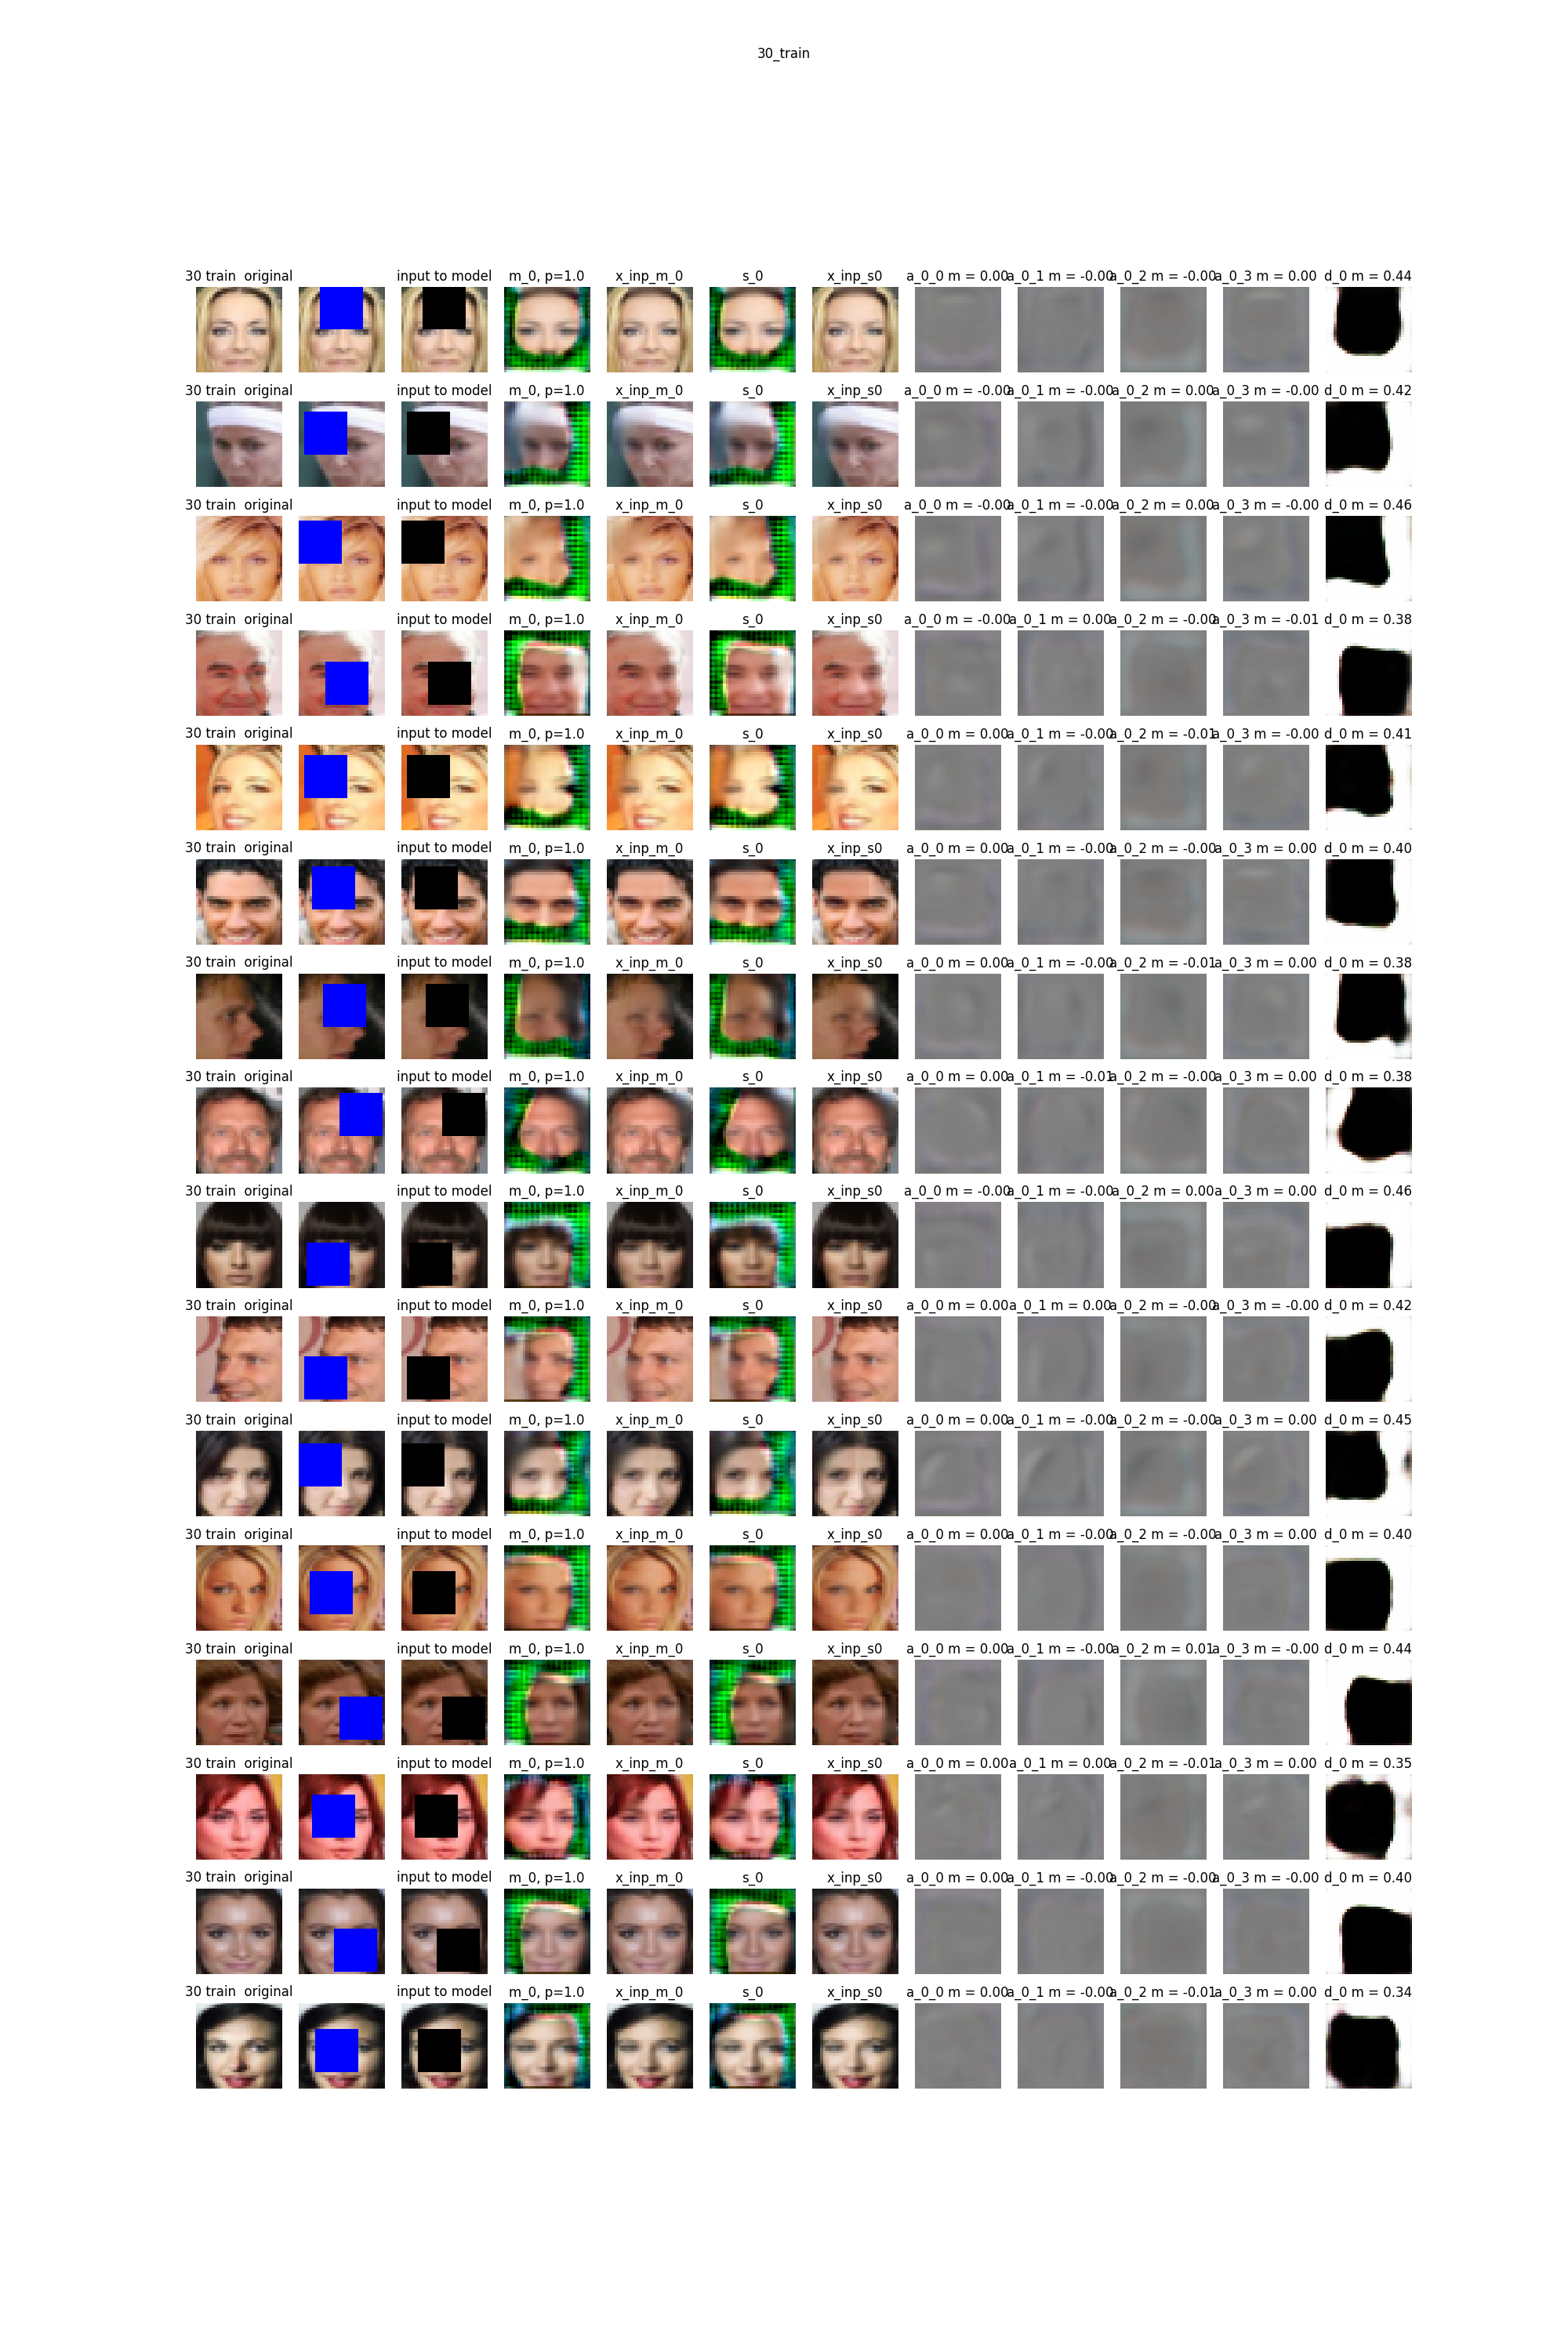 30_train
30 train  original input to model m_0, p=1.0 x_inp_m_0 s_0 x_inp_s0 a_0_0 m = 0.00 a_0_1 m = -0.00 a_0_2 m = -0.00 a_0_3 m = 0.00 d_0 m = 0.44
30 train  original input to model m_0, p=1.0 x_inp_m_0 s_0 x_inp_s0 a_0_0 m = -0.00 a_0_1 m = -0.00 a_0_2 m = 0.00 a_0_3 m = -0.00 d_0 m = 0.42
30 train  original input to model m_0, p=1.0 x_inp_m_0 s_0 x_inp_s0 a_0_0 m = -0.00 a_0_1 m = -0.00 a_0_2 m = 0.00 a_0_3 m = -0.00 d_0 m = 0.46
30 train  original input to model m_0, p=1.0 x_inp_m_0 s_0 x_inp_s0 a_0_0 m = -0.00 a_0_1 m = 0.00 a_0_2 m = -0.00 a_0_3 m = -0.01 d_0 m = 0.38
30 train  original input to model m_0, p=1.0 x_inp_m_0 s_0 x_inp_s0 a_0_0 m = 0.00 a_0_1 m = -0.00 a_0_2 m = -0.01 a_0_3 m = -0.00 d_0 m = 0.41
30 train  original input to model m_0, p=1.0 x_inp_m_0 s_0 x_inp_s0 a_0_0 m = 0.00 a_0_1 m = -0.00 a_0_2 m = -0.00 a_0_3 m = 0.00 d_0 m = 0.40
30 train  original input to model m_0, p=1.0 x_inp_m_0 s_0 x_inp_s0 a_0_0 m = 0.00 a_0_1 m = -0.00 a_0_2 m = -0.01 a_0_3 m = 0.00 d_0 m = 0.38
30 train  original input to model m_0, p=1.0 x_inp_m_0 s_0 x_inp_s0 a_0_0 m = 0.00 a_0_1 m = -0.01 a_0_2 m = -0.00 a_0_3 m = 0.00 d_0 m = 0.38
30 train  original input to model m_0, p=1.0 x_inp_m_0 s_0 x_inp_s0 a_0_0 m = -0.00 a_0_1 m = -0.00 a_0_2 m = 0.00 a_0_3 m = 0.00 d_0 m = 0.46
30 train  original input to model m_0, p=1.0 x_inp_m_0 s_0 x_inp_s0 a_0_0 m = 0.00 a_0_1 m = 0.00 a_0_2 m = -0.00 a_0_3 m = -0.00 d_0 m = 0.42
30 train  original input to model m_0, p=1.0 x_inp_m_0 s_0 x_inp_s0 a_0_0 m = 0.00 a_0_1 m = -0.00 a_0_2 m = -0.00 a_0_3 m = 0.00 d_0 m = 0.45
30 train  original input to model m_0, p=1.0 x_inp_m_0 s_0 x_inp_s0 a_0_0 m = 0.00 a_0_1 m = -0.00 a_0_2 m = -0.00 a_0_3 m = 0.00 d_0 m = 0.40
30 train  original input to model m_0, p=1.0 x_inp_m_0 s_0 x_inp_s0 a_0_0 m = 0.00 a_0_1 m = -0.00 a_0_2 m = 0.01 a_0_3 m = -0.00 d_0 m = 0.44
30 train  original input to model m_0, p=1.0 x_inp_m_0 s_0 x_inp_s0 a_0_0 m = 0.00 a_0_1 m = 0.00 a_0_2 m = -0.01 a_0_3 m = 0.00 d_0 m = 0.35
30 train  original input to model m_0, p=1.0 x_inp_m_0 s_0 x_inp_s0 a_0_0 m = 0.00 a_0_1 m = -0.00 a_0_2 m = -0.00 a_0_3 m = 0.00 d_0 m = 0.40
30 train  original input to model m_0, p=1.0 x_inp_m_0 s_0 x_inp_s0 a_0_0 m = 0.00 a_0_1 m = -0.00 a_0_2 m = -0.01 a_0_3 m = 0.00 d_0 m = 0.34